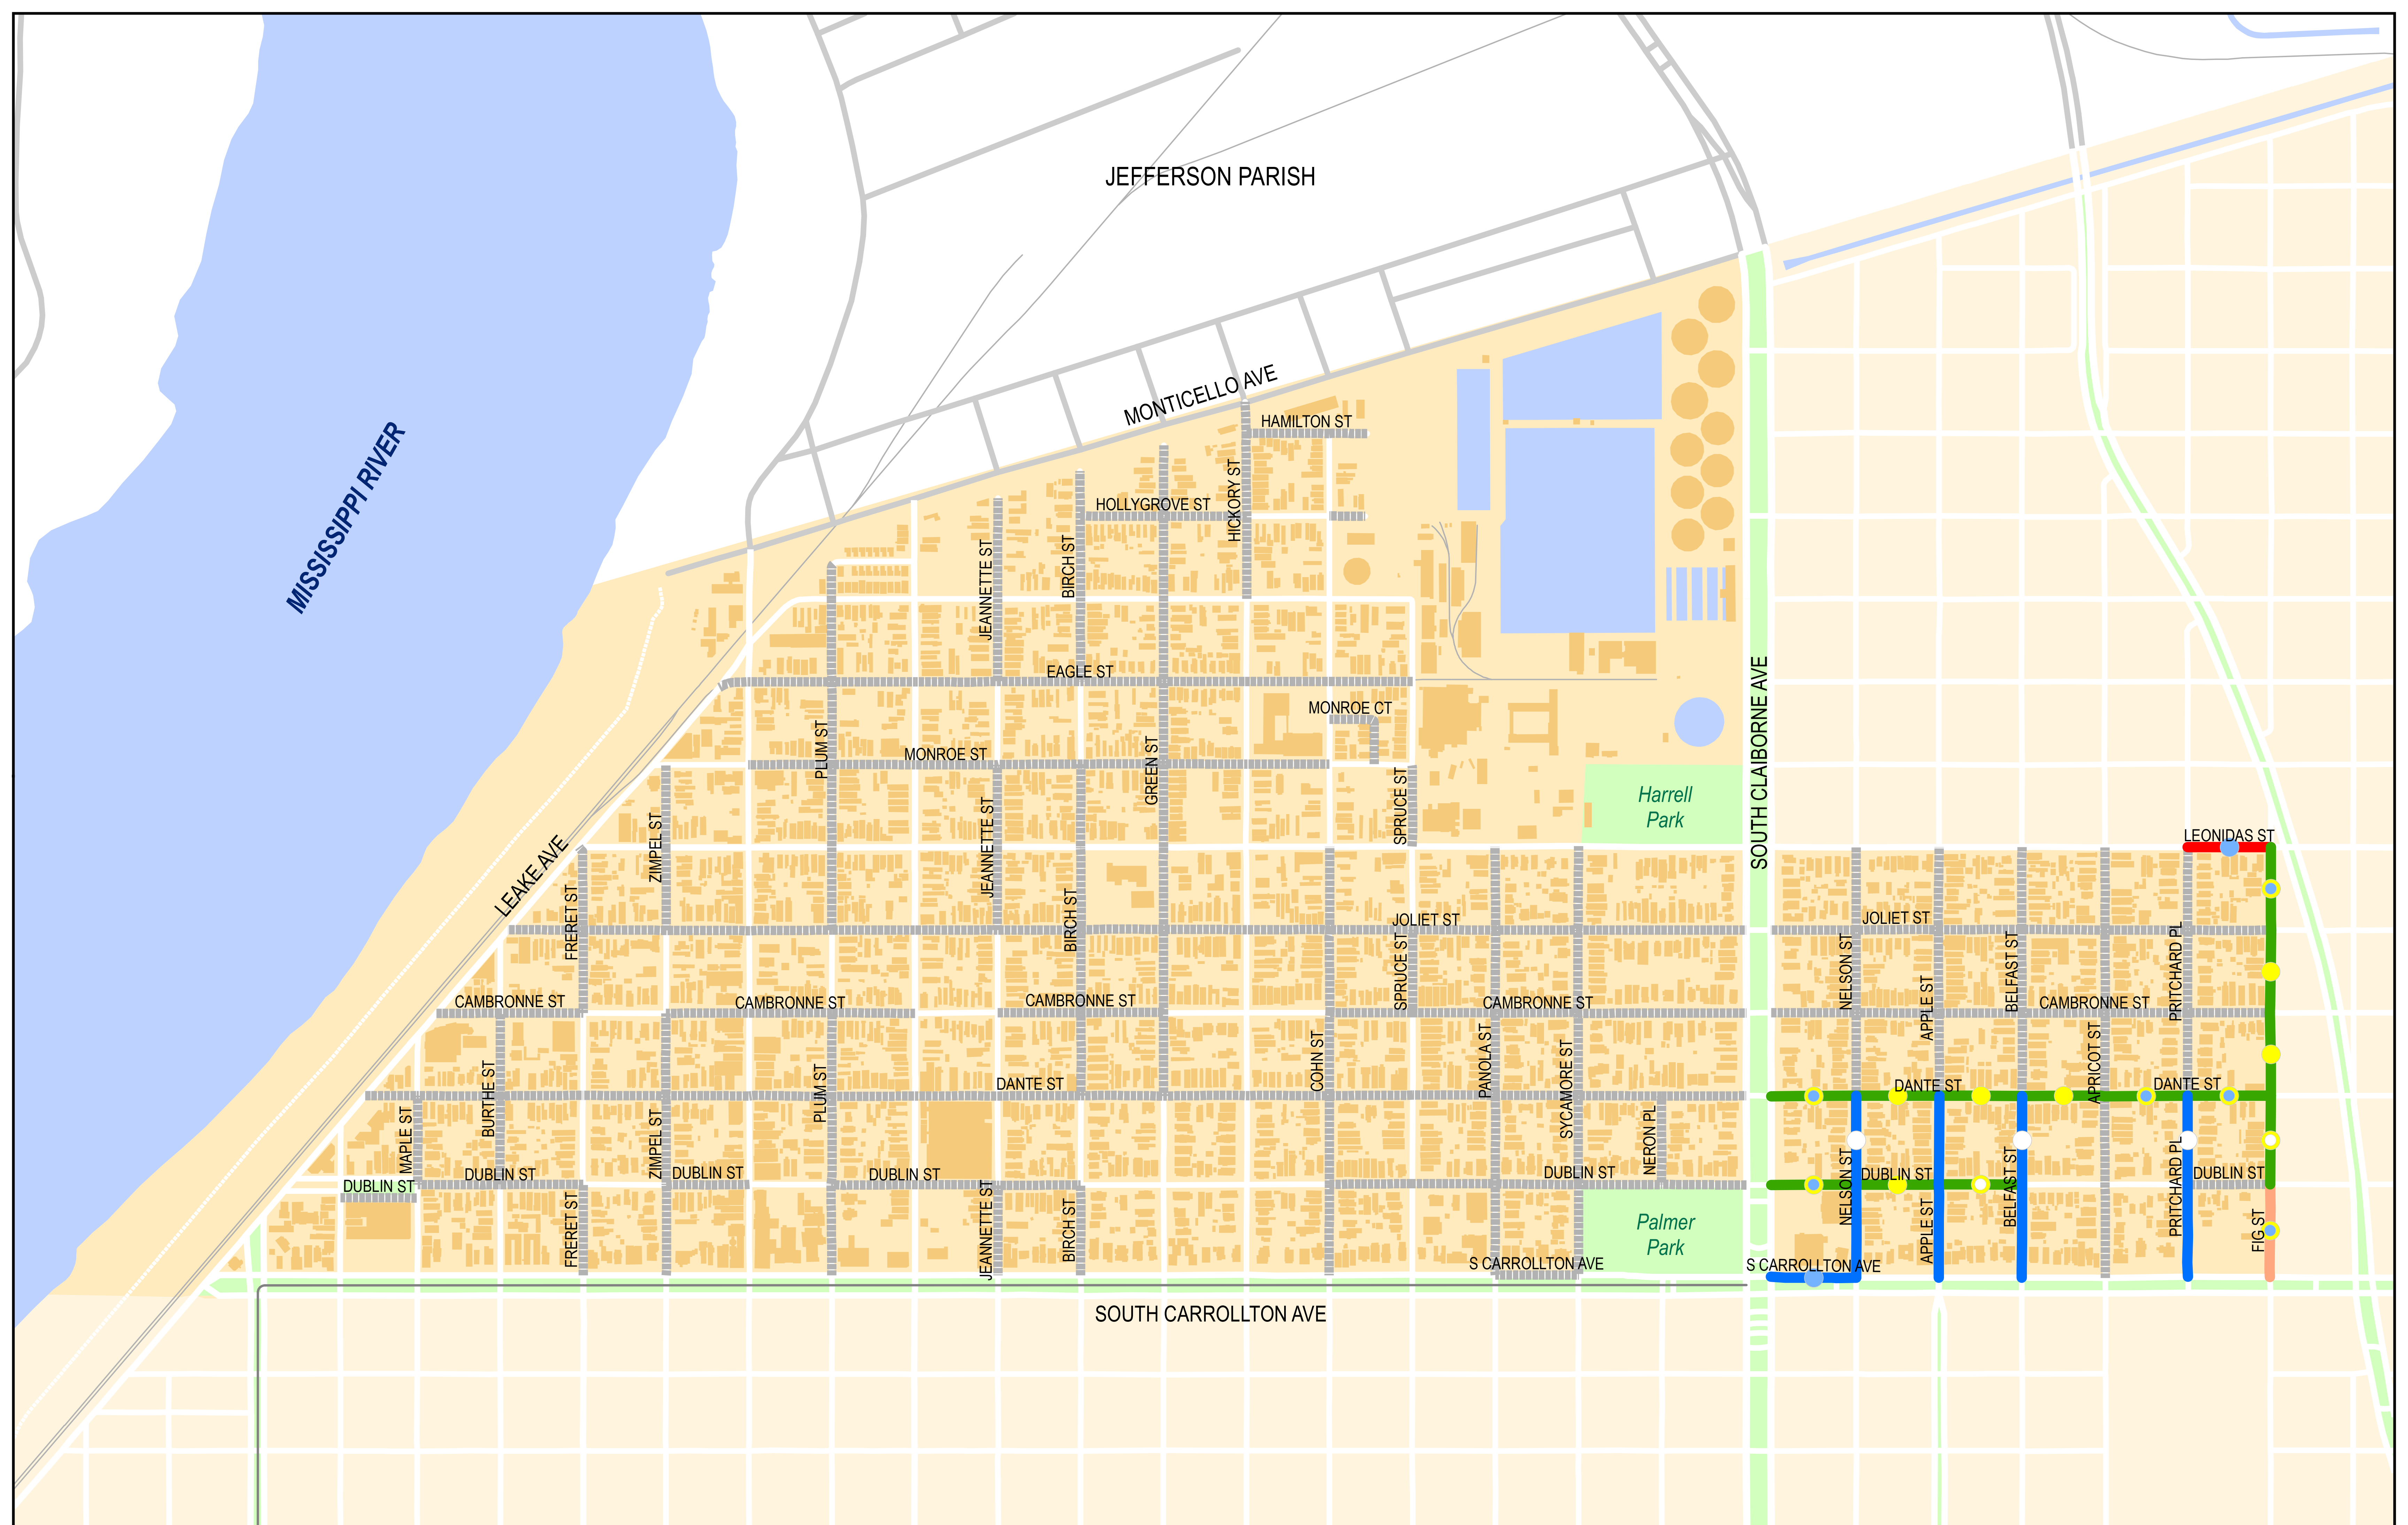 JEFFERSON PARISH
MISSISSIPPI RIVER
MONTICELLO AVE
HAMILTON ST
HICKORY ST
HOLLYGROVE ST
JEANNETTE ST
BIRCH ST
EAGLE ST
MONROE CT
PLUM ST
MONROE ST
GREEN ST
SPRUCE ST
Harrell
Park
SOUTH CLAIBORNE AVE
ZIMPEL ST
JEANNETTE ST
LEAKE AVE
LEONIDAS ST
FRERET ST
BIRCH ST
JOLIET ST
JOLIET ST
SPRUCE ST
NELSON ST
APPLE ST
BELFAST ST
PRITCHARD PL
CAMBRONNE ST
CAMBRONNE ST
CAMBRONNE ST
CAMBRONNE ST
CAMBRONNE ST
BURTHE ST
PLUM ST
COHN ST
PANOLA ST
SYCAMORE ST
APRICOT ST
DANTE ST
DANTE ST
DANTE ST
MAPLE ST
ZIMPEL ST
NERON PL
DUBLIN ST
DUBLIN ST
DUBLIN ST
DUBLIN ST
DUBLIN ST
DUBLIN ST
DUBLIN ST
NELSON ST
APPLE ST
BELFAST ST
PRITCHARD PL
FIG ST
FRERET ST
JEANNETTE ST
BIRCH ST
Palmer
Park
S CARROLLTON AVE
S CARROLLTON AVE
SOUTH CARROLLTON AVE